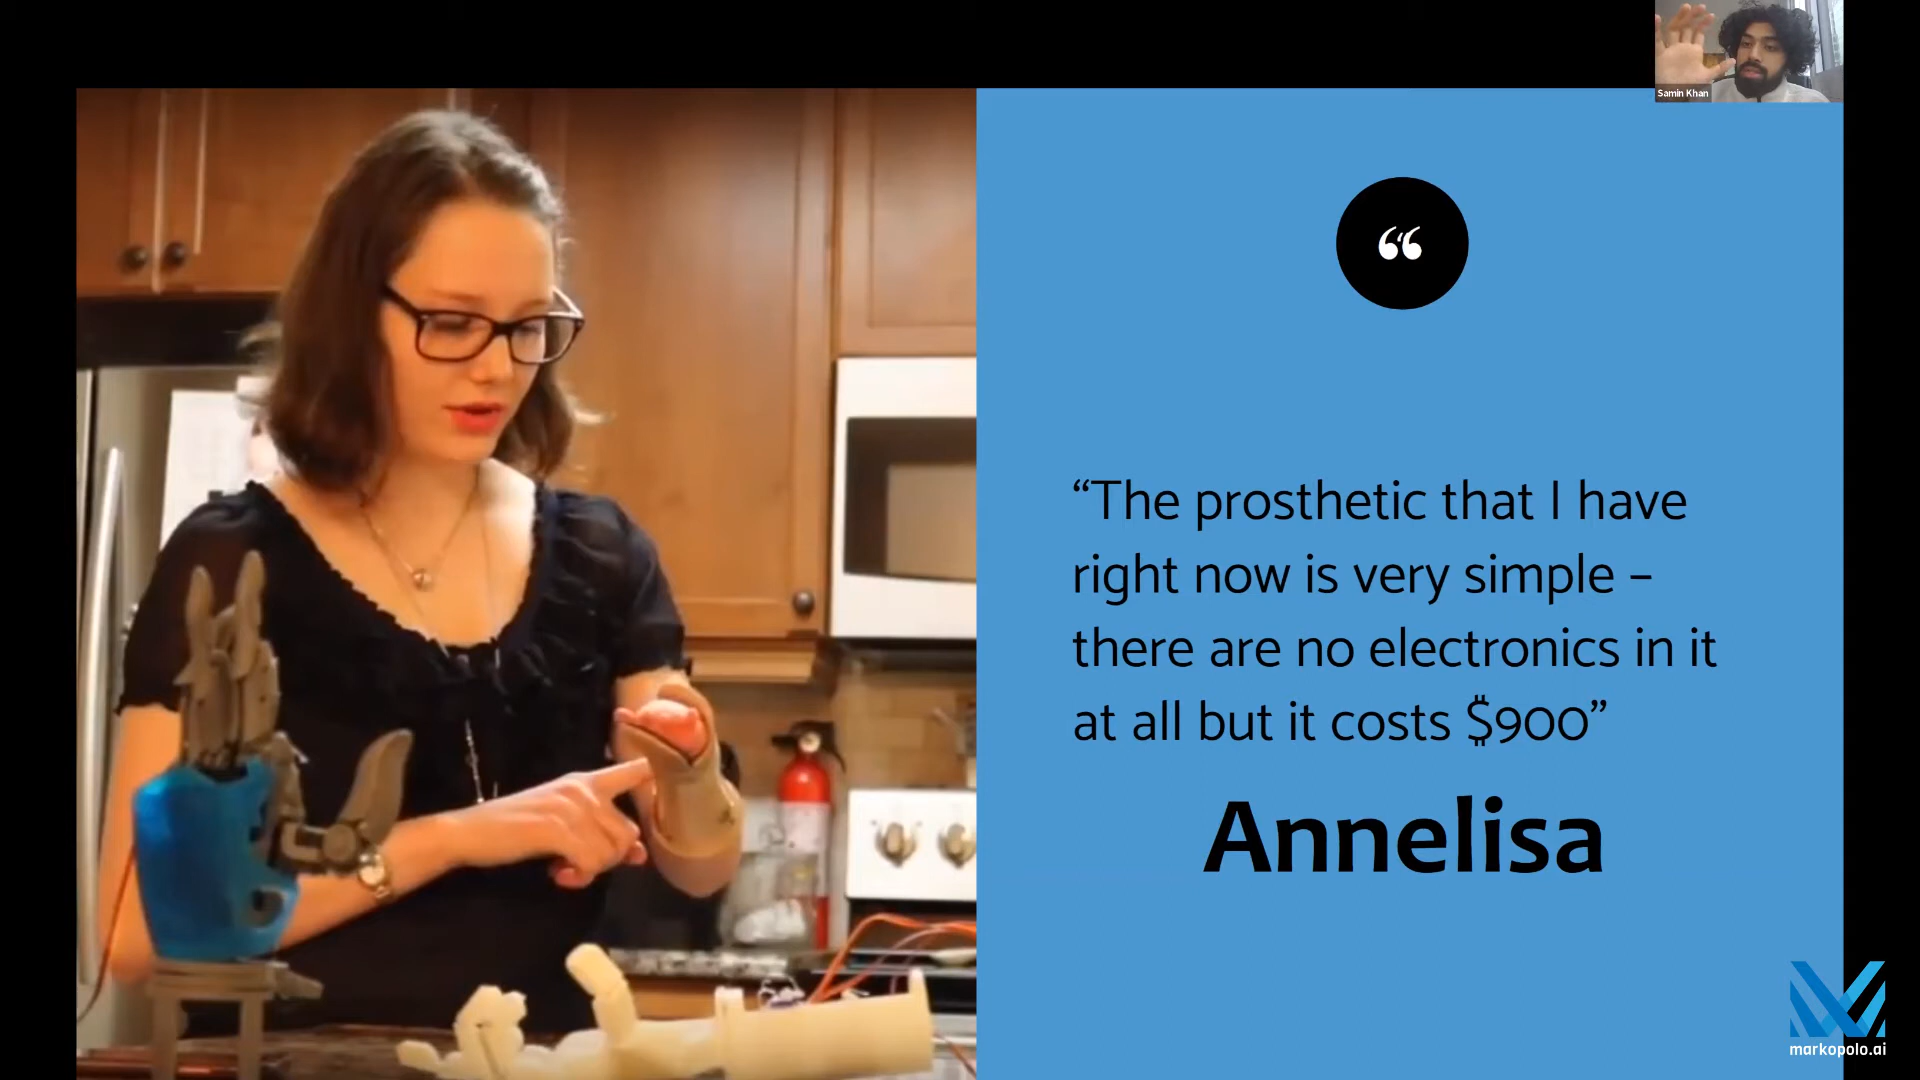 Samin Khan
❝
“The prosthetic that I have
right now is very simple –
there are no electronics in it
at all but it costs $900”
Annelisa
markopolo.ai